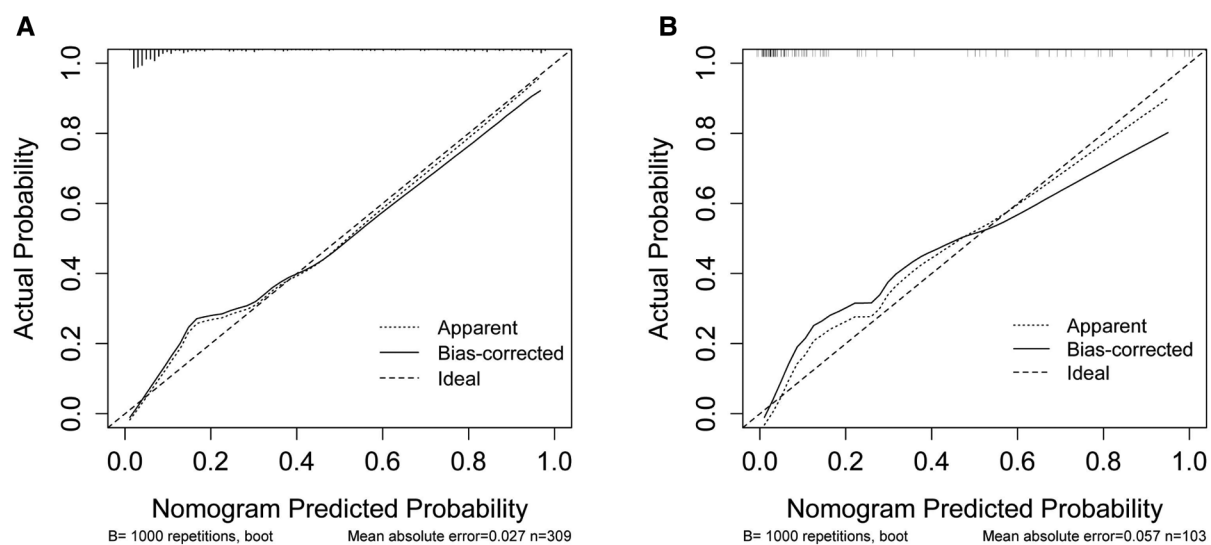 A
Actual Probability
1.0
0.8
0.6
0.4
0.2
0.0
Apparent
Bias-corrected
Ideal
0.0 0.2 0.4 0.6 0.8 1.0
Nomogram Predicted Probability
B= 1000 repetitions, boot Mean absolute error=0.027 n=309
B
Actual Probability
1.0
0.8
0.6
0.4
0.2
0.0
Apparent
Bias-corrected
Ideal
0.0 0.2 0.4 0.6 0.8 1.0
Nomogram Predicted Probability
B= 1000 repetitions, boot Mean absolute error=0.057 n=103